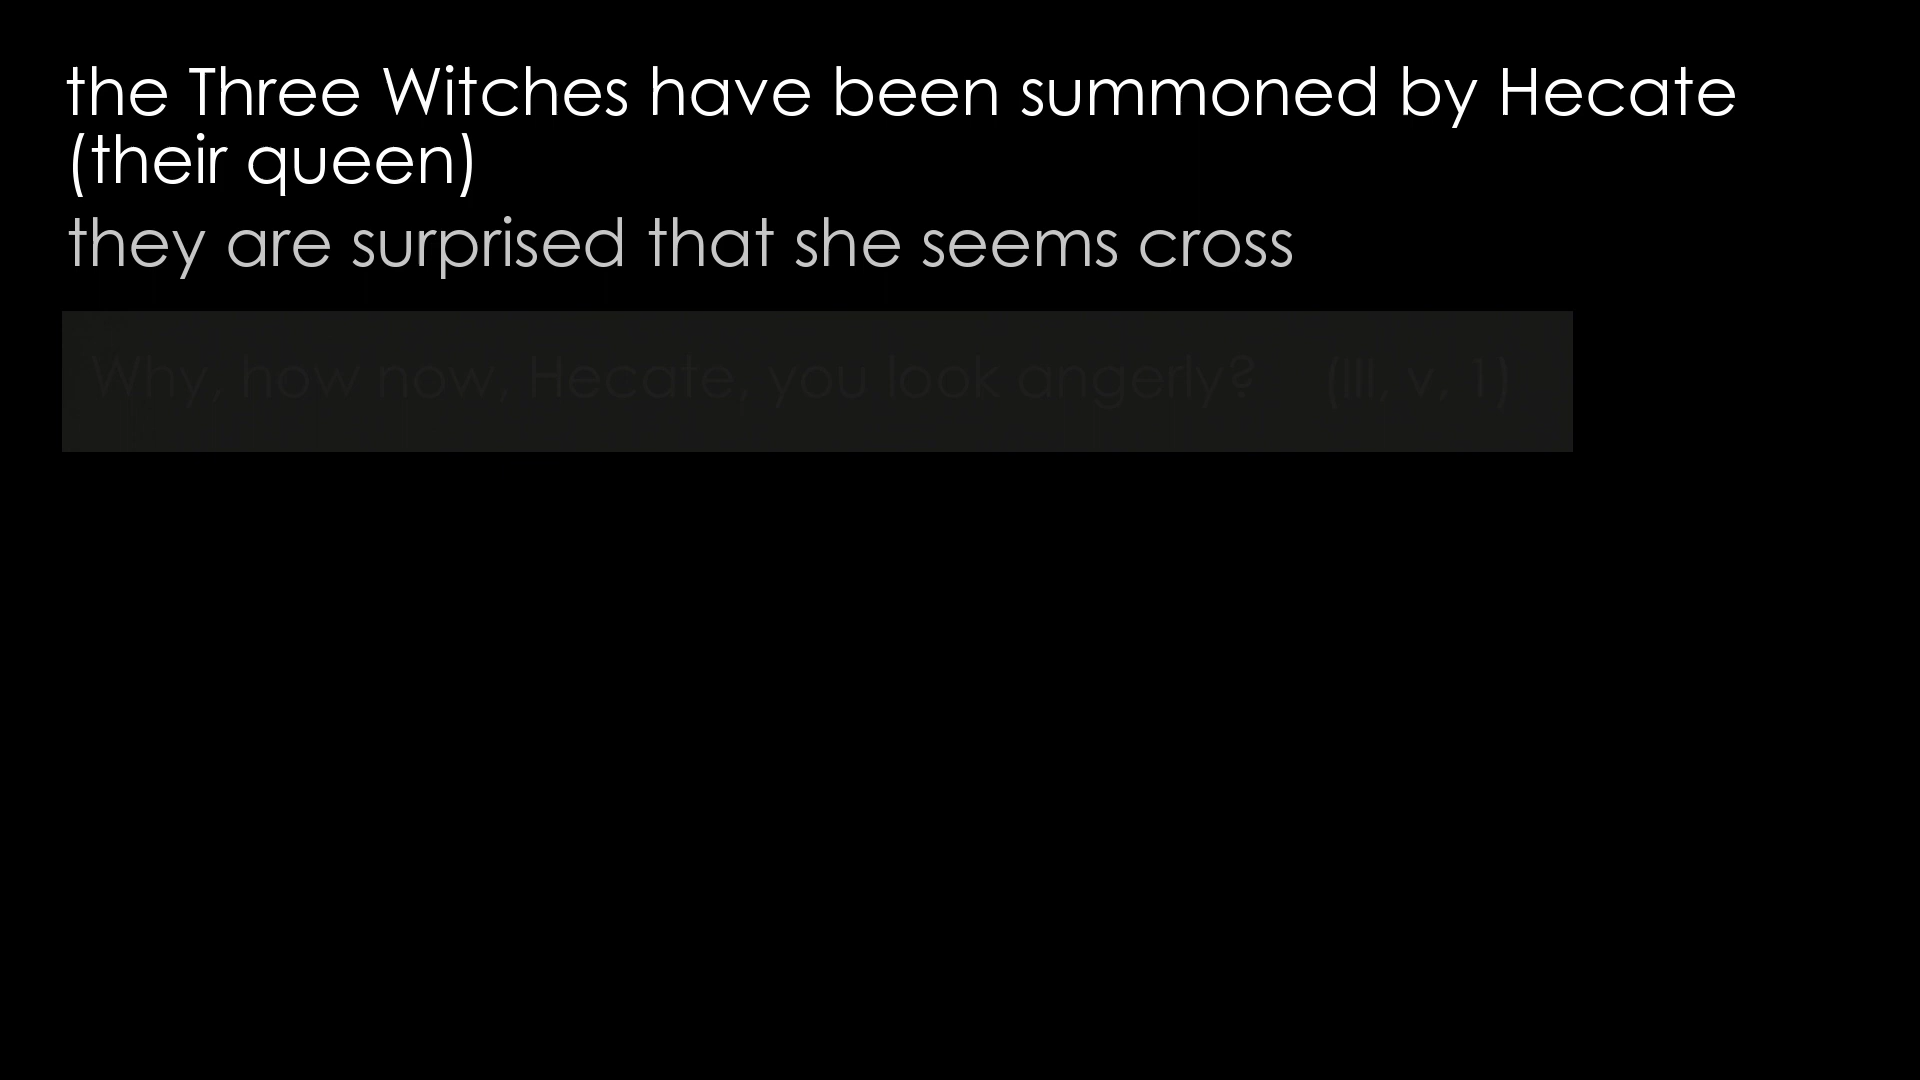 the Three Witches have been summoned by Hecate
(their queen)
they are surprised that she seems cross
Why, how now, Hecate, you look angerly? (III, v, 1)